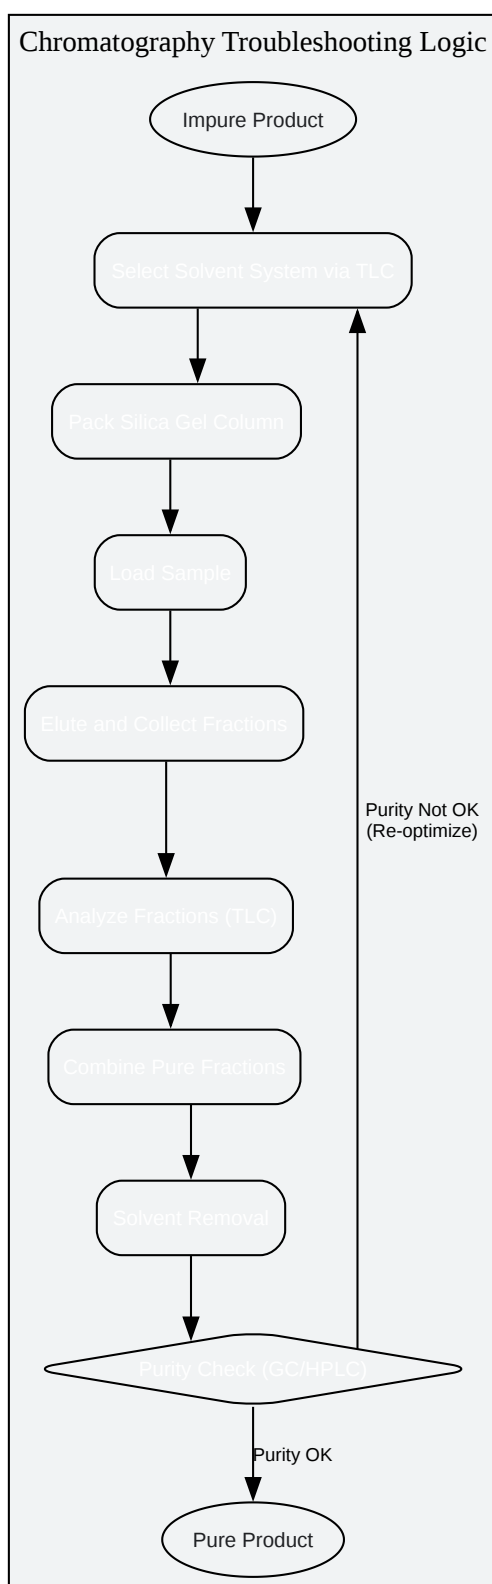 Chromatography Troubleshooting Logic
Impure Product
Select Solvent System via TLC
Pack Silica Gel Column
Load Sample
Elute and Collect Fractions
Purity Not OK
(Re-optimize)
Analyze Fractions (TLC)
Combine Pure Fractions
Solvent Removal
Purity Check (GC/HPLC)
Purity OK
Pure Product